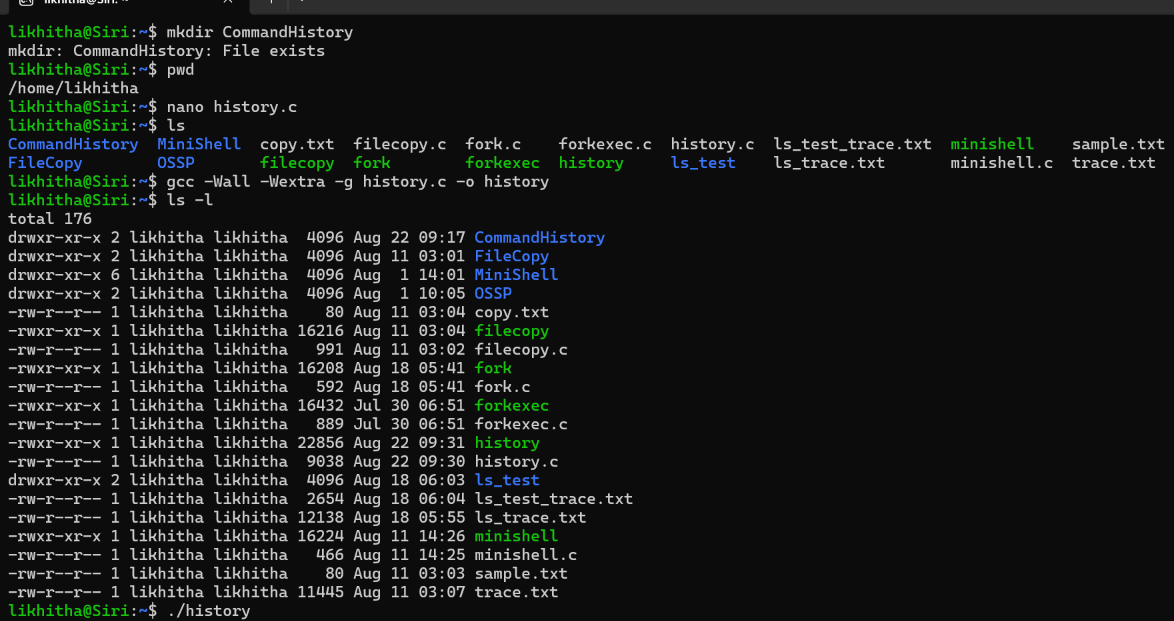 likhitha@Siri: ~
likhitha@Siri:~$ mkdir CommandHistory
mkdir: CommandHistory: File exists
likhitha@Siri:~$ pwd
/home/likhitha
likhitha@Siri:~$ nano history.c
likhitha@Siri:~$ ls
CommandHistory  MiniShell  copy.txt  filecopy.c  fork.c    forkexec.c  history.c  ls_test_trace.txt  minishell    sample.txt
FileCopy        OSSP       filecopy  fork        forkexec  history     ls_test    ls_trace.txt       minishell.c  trace.txt
likhitha@Siri:~$ gcc -Wall -Wextra -g history.c -o history
likhitha@Siri:~$ ls -l
total 176
drwxr-xr-x 2 likhitha likhitha  4096 Aug 22 09:17 CommandHistory
drwxr-xr-x 2 likhitha likhitha  4096 Aug 11 03:01 FileCopy
drwxr-xr-x 6 likhitha likhitha  4096 Aug  1 14:01 MiniShell
drwxr-xr-x 2 likhitha likhitha  4096 Aug  1 10:05 OSSP
-rw-r--r-- 1 likhitha likhitha    80 Aug 11 03:04 copy.txt
-rwxr-xr-x 1 likhitha likhitha 16216 Aug 11 03:04 filecopy
-rw-r--r-- 1 likhitha likhitha   991 Aug 11 03:02 filecopy.c
-rwxr-xr-x 1 likhitha likhitha 16208 Aug 18 05:41 fork
-rw-r--r-- 1 likhitha likhitha   592 Aug 18 05:41 fork.c
-rwxr-xr-x 1 likhitha likhitha 16432 Jul 30 06:51 forkexec
-rw-r--r-- 1 likhitha likhitha   889 Jul 30 06:51 forkexec.c
-rwxr-xr-x 1 likhitha likhitha 22856 Aug 22 09:31 history
-rw-r--r-- 1 likhitha likhitha  9038 Aug 22 09:30 history.c
drwxr-xr-x 2 likhitha likhitha  4096 Aug 18 06:03 ls_test
-rw-r--r-- 1 likhitha likhitha  2654 Aug 18 06:04 ls_test_trace.txt
-rw-r--r-- 1 likhitha likhitha 12138 Aug 18 05:55 ls_trace.txt
-rwxr-xr-x 1 likhitha likhitha 16224 Aug 11 14:26 minishell
-rw-r--r-- 1 likhitha likhitha   466 Aug 11 14:25 minishell.c
-rw-r--r-- 1 likhitha likhitha    80 Aug 11 03:03 sample.txt
-rw-r--r-- 1 likhitha likhitha 11445 Aug 11 03:07 trace.txt
likhitha@Siri:~$ ./history